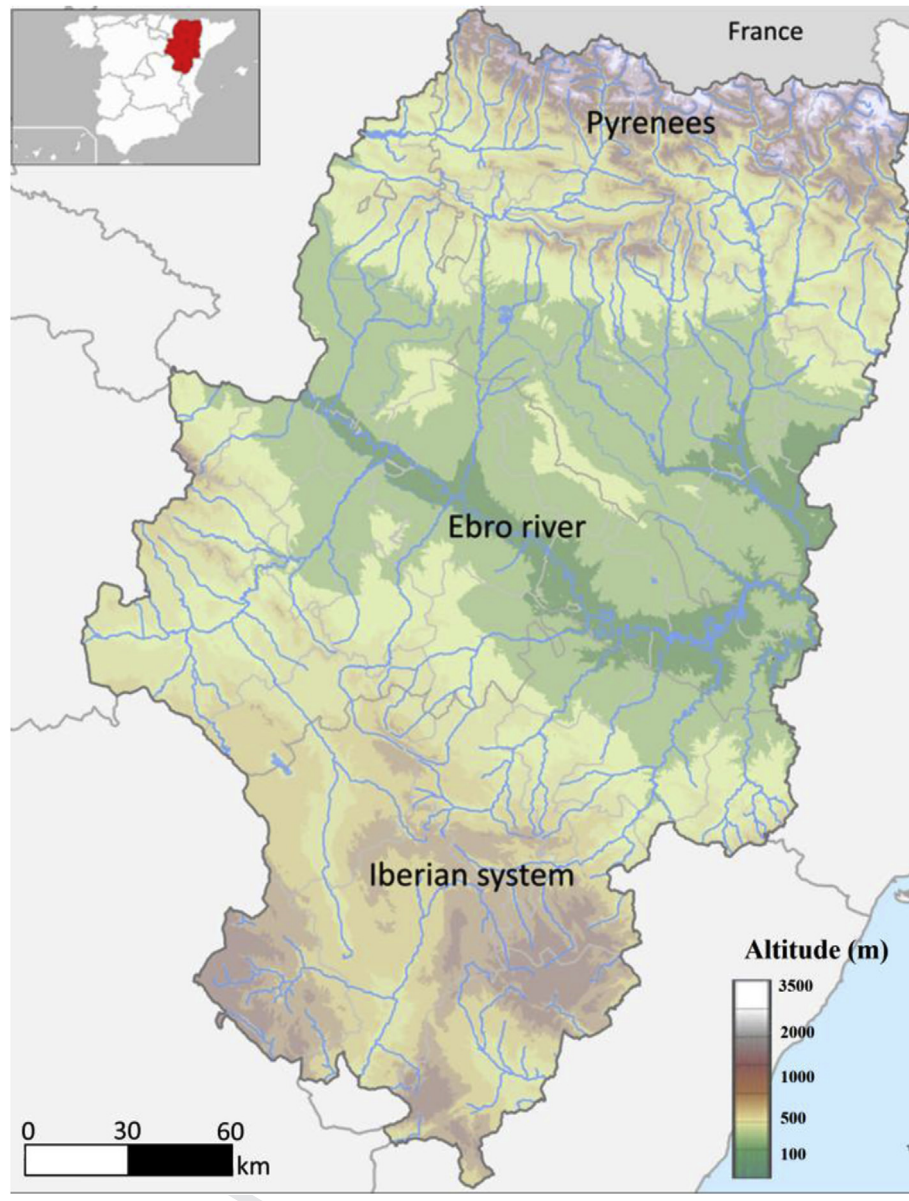 France
Pyrenees
Ebro river
Iberian system
Altitude (m)
3500
2000
1000
500
100
0 30 60
km